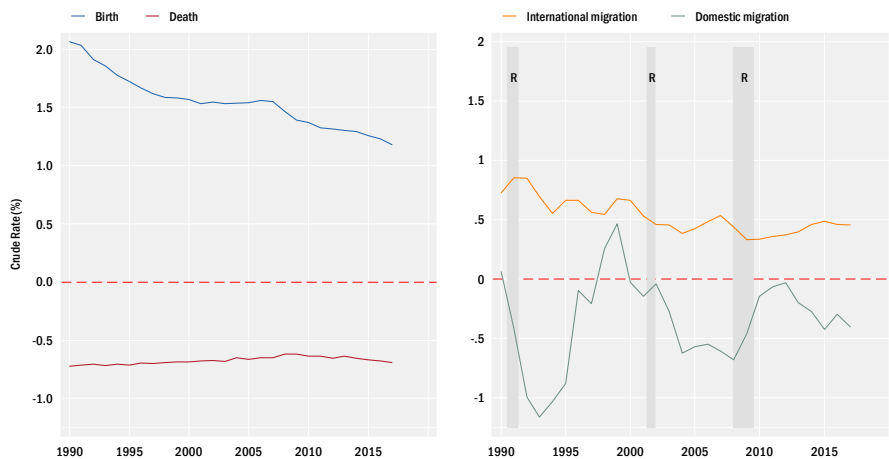 Birth Death
International migration Domestic migration
Crude Rate(%)
2.0
1.5
1.0
0.5
0.0
-0.5
-1.0
1990 1995 2000 2005 2010 2015
2
1.5
1
.5
0
-.5
-1
R R R
1990 1995 2000 2005 2010 2015